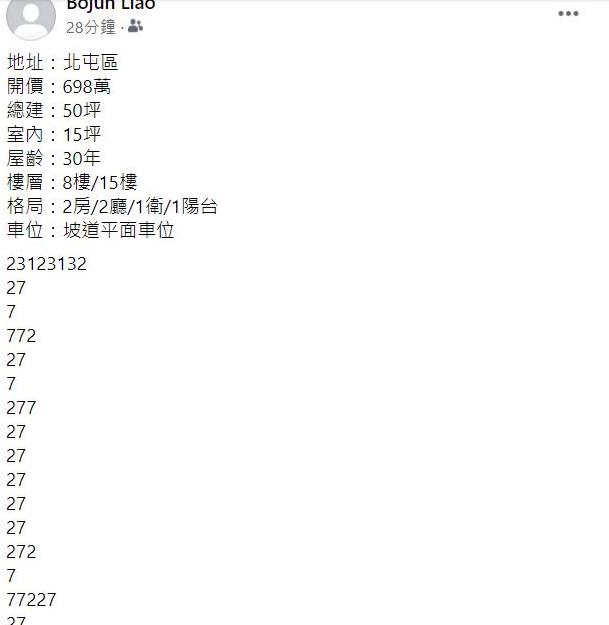 Bojun Liao
28分鐘 ·
地址：北屯區
開價：698萬
總建：50坪
室內：15坪
屋齡：30年
樓層：8樓/15樓
格局：2房/2廳/1衛/1陽台
車位：坡道平面車位
23123132
27
7
772
27
7
277
27
27
27
27
27
272
7
77227
27